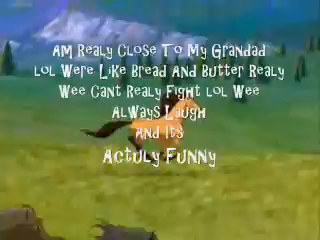 AM Realy Close To My Grandad
LoL Were Like Bread And Butter Realy
Wee Cant Realy Fight LoL Wee
ALWays Laugh
And Its
Actuly Funny